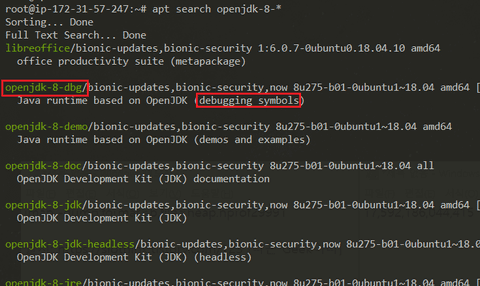 root@ip-172-31-57-247:~# apt search openjdk-8-*
Sorting... Done
Full Text Search... Done
libreoffice/bionic-updates,bionic-security 1:6.0.7-0ubuntu0.18.04.10 amd64
office productivity suite (metapackage)
openjdk-8-dbg/bionic-updates,bionic-security,now 8u275-b01-0ubuntu1~18.04 amd64 [
Java runtime based on OpenJDK (debugging symbols)
openjdk-8-demo/bionic-updates,bionic-security 8u275-b01-0ubuntu1~18.04 amd64
Java runtime based on OpenJDK (demos and examples)
openjdk-8-doc/bionic-updates,bionic-security 8u275-b01-0ubuntu1~18.04 all
OpenJDK Development Kit (JDK) documentation
openjdk-8-jdk/bionic-updates,bionic-security,now 8u275-b01-0ubuntu1~18.04 amd64 [
OpenJDK Development Kit (JDK)
openjdk-8-jdk-headless/bionic-updates,bionic-security,now 8u275-b01-0ubuntu1~18.0
OpenJDK Development Kit (JDK) (headless)
openjdk-8-jre/bionic-updates,bionic-security,now 8u275-b01-0ubuntu1~18.04 amd64 [